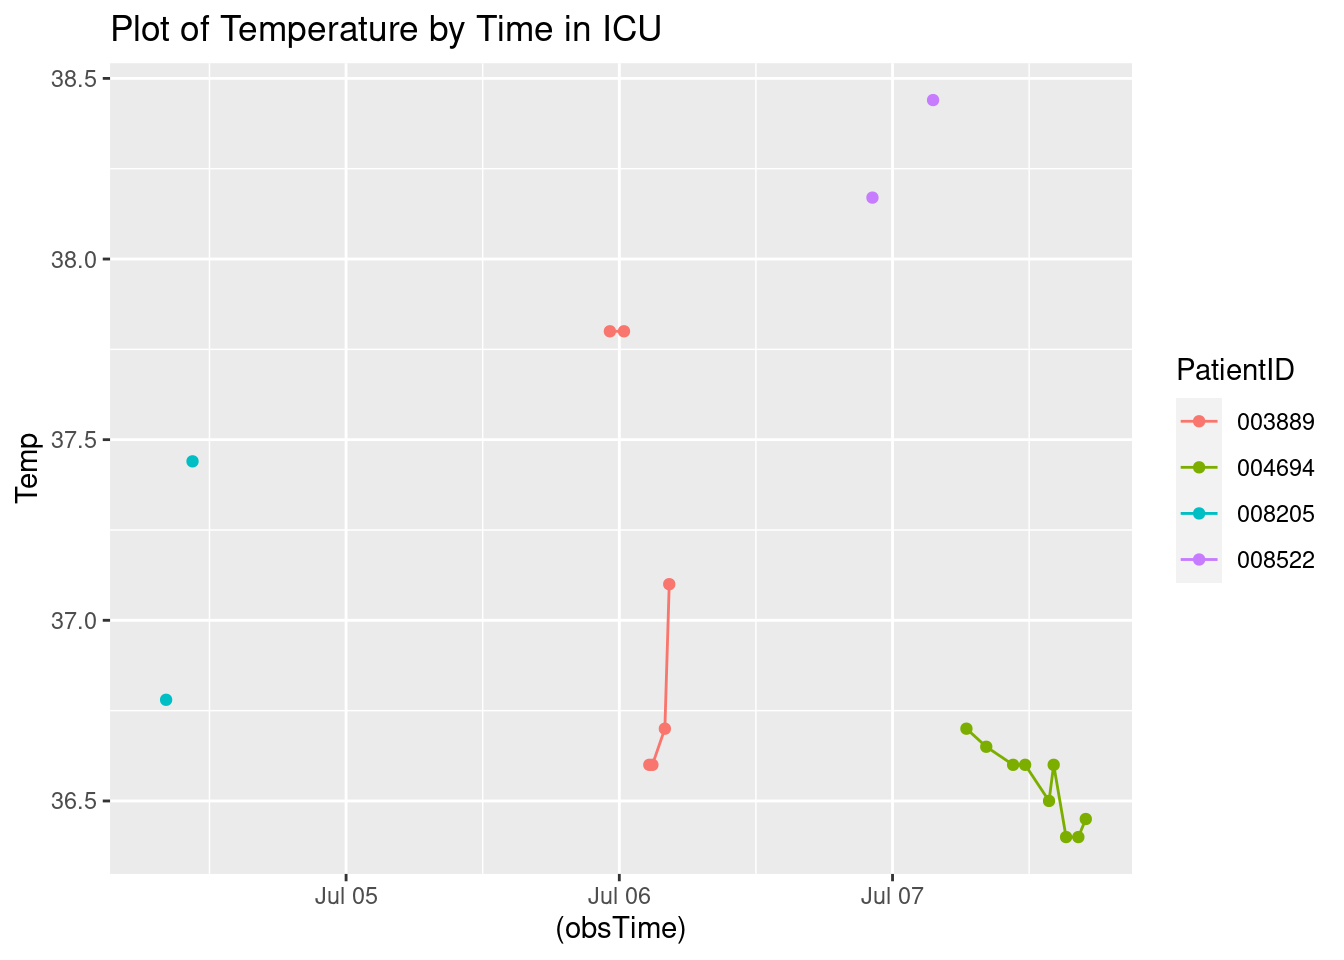 Plot of Temperature by Time in ICU
38.5
38.0
37.5
37.0
36.5
Temp
Jul 05
Jul 06
Jul 07
(obsTime)
PatientID
003889
004694
008205
008522